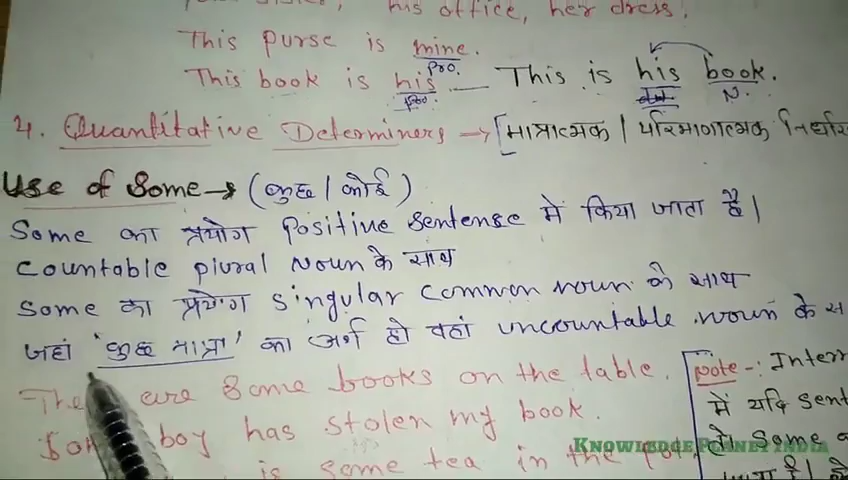 his office, her dress.
This purse is mine.
Pro.
This book is his — This is his book.
Pro. N.
4. Quantitative Determiners → [मात्रात्मक / परिमाणात्मक
Use of Some → (कुछ / कोई)
Some का प्रयोग Positive Sentense में किया जाता है।
Countable plural Noun के साथ
Some का प्रयोग Singular Common noun के साथ
जहां 'कुछ मात्रा' का अर्थ हो वहां uncountable noun के
are Some books on the table.
boy has stolen my book.
is some tea in the
Note -: Interr
में यदि Sent
तो Some
KNOWLEDGE PLANET INDIA